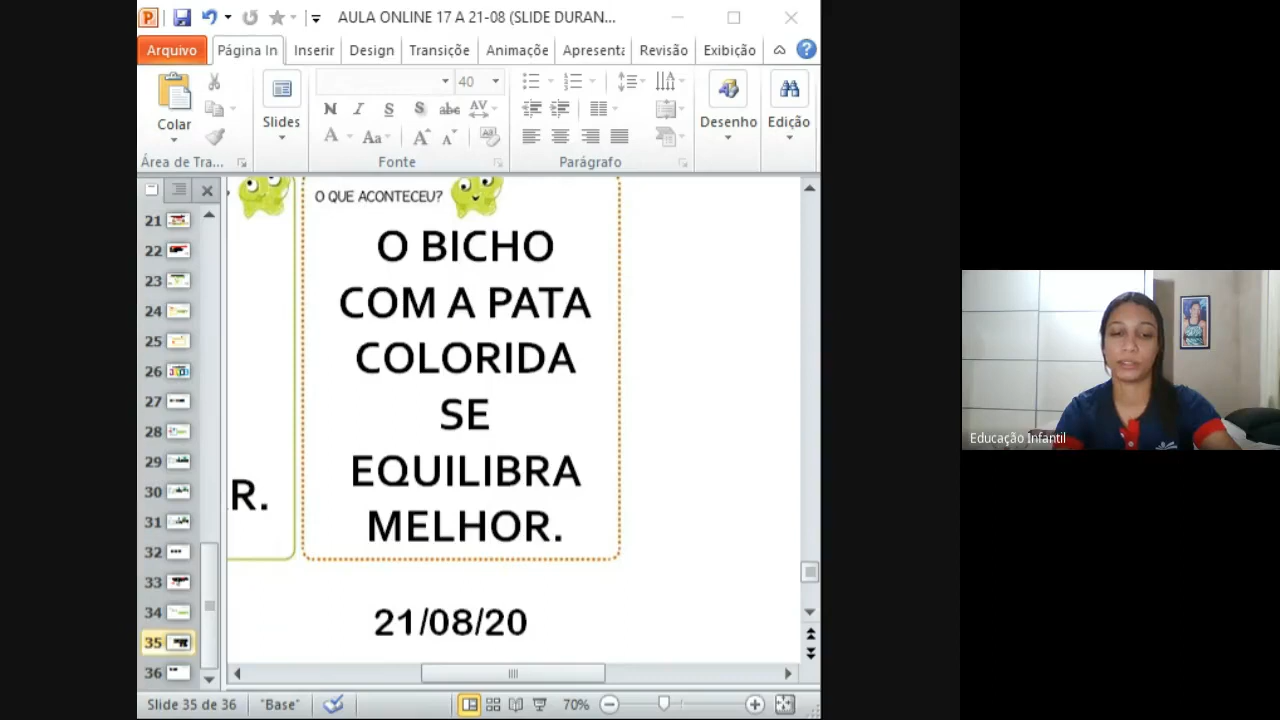 AULA ONLINE 17 A 21-08 (SLIDE DURAN...
Arquivo Página In Inserir Design Transiçõe Animaçõe Apresenta Revisão Exibição
40
Colar Slides Desenho Edição
Área de Tra... Fonte Parágrafo
21
22
23
24
25
26
27
28
29
30
31
32
33
34
35
36
R.
O QUE ACONTECEU?
O BICHO
COM A PATA
COLORIDA
SE
EQUILIBRA
MELHOR.
21/08/20
Slide 35 de 36 "Base" 70%
Educação Infantil